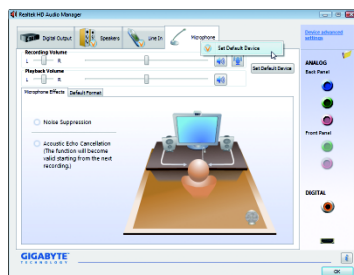 Realtek HD Audio Manager
Digital Output
Speakers
Line In
Microphone
Set Default Device
Device advanced settings
Recording Volume
L
R
Playback Volume
L
R
Set Default Device
Microphone Effects
Default Format
Noise Suppression
Acoustic Echo Cancellation
(The function will become
valid starting from the next
recording.)
ANALOG
Back Panel
Front Panel
DIGITAL
GIGABYTE
TECHNOLOGY
i
OK